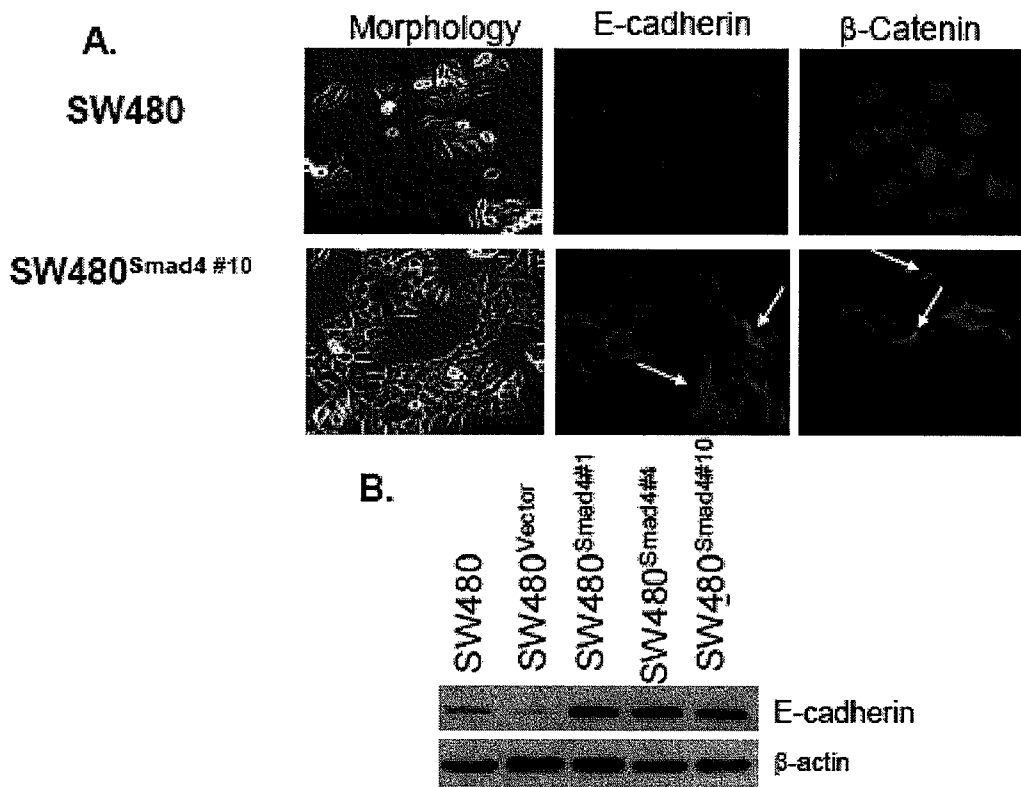 A.
Morphology
E-cadherin
β-Catenin
SW480
SW480Smad4 #10
B.
SW480
SW480Vector
SW480Smad4#1
SW480Smad4#4
SW480Smad4#10
E-cadherin
β-actin